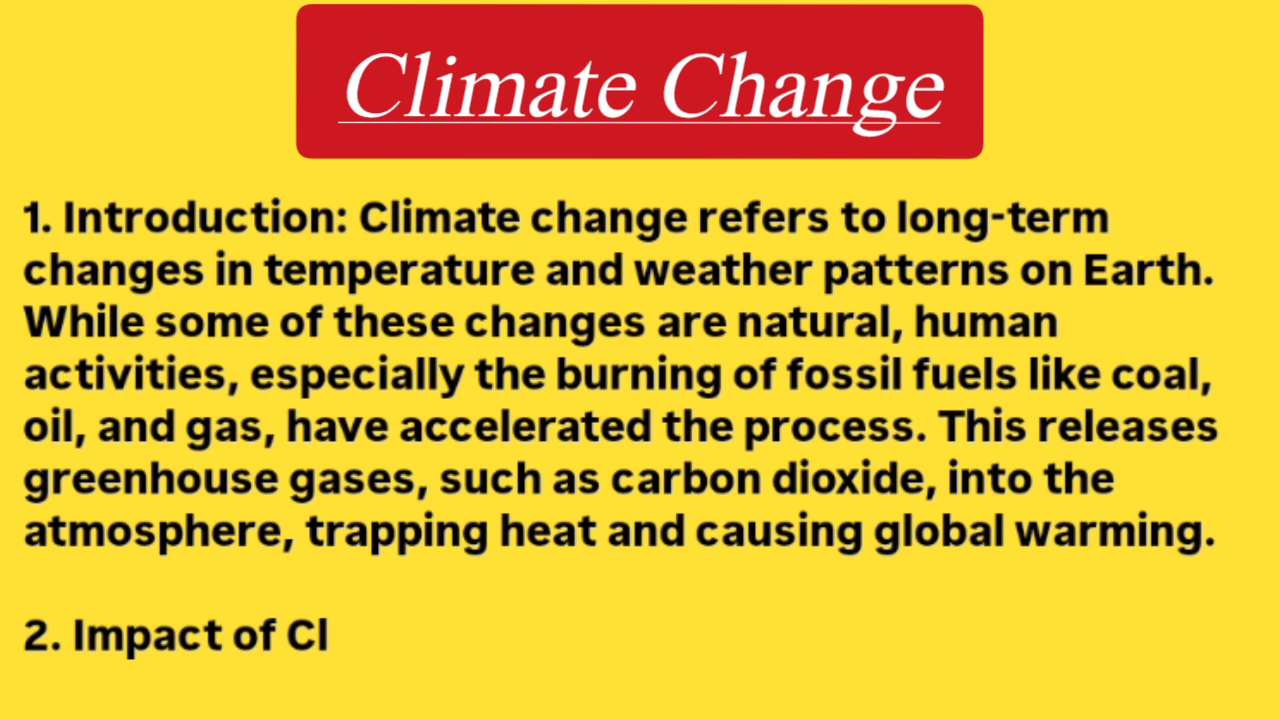 Climate Change
1. Introduction: Climate change refers to long-term
changes in temperature and weather patterns on Earth.
While some of these changes are natural, human
activities, especially the burning of fossil fuels like coal,
oil, and gas, have accelerated the process. This releases
greenhouse gases, such as carbon dioxide, into the
atmosphere, trapping heat and causing global warming.
2. Impact of Cl